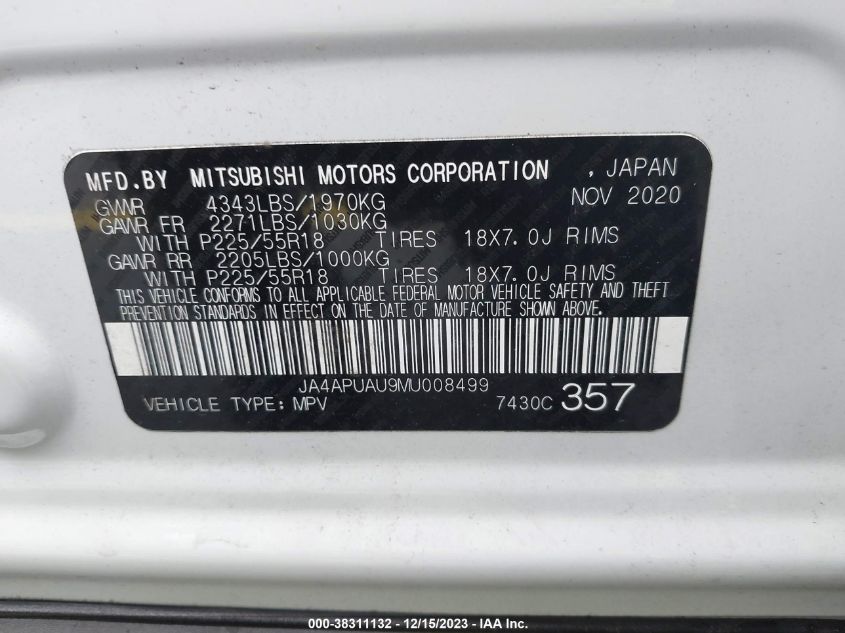 MFD.BY MITSUBISHI MOTORS CORPORATION , JAPAN
NOV 2020
GVWR 4343LBS/1970KG
GAWR FR 2271LBS/1030KG
WITH P225/55R18 TIRES 18X7.0J RIMS
GAWR RR 2205LBS/1000KG
WITH P225/55R18 TIRES 18X7.0J RIMS
THIS VEHICLE CONFORMS TO ALL APPLICABLE FEDERAL MOTOR VEHICLE SAFETY AND THEFT
PREVENTION STANDARDS IN EFFECT ON THE DATE OF MANUFACTURE SHOWN ABOVE.
JA4APUAU9MU008499
VEHICLE TYPE:MPV 7430C 357
000-38311132 - 12/15/2023 - IAA Inc.